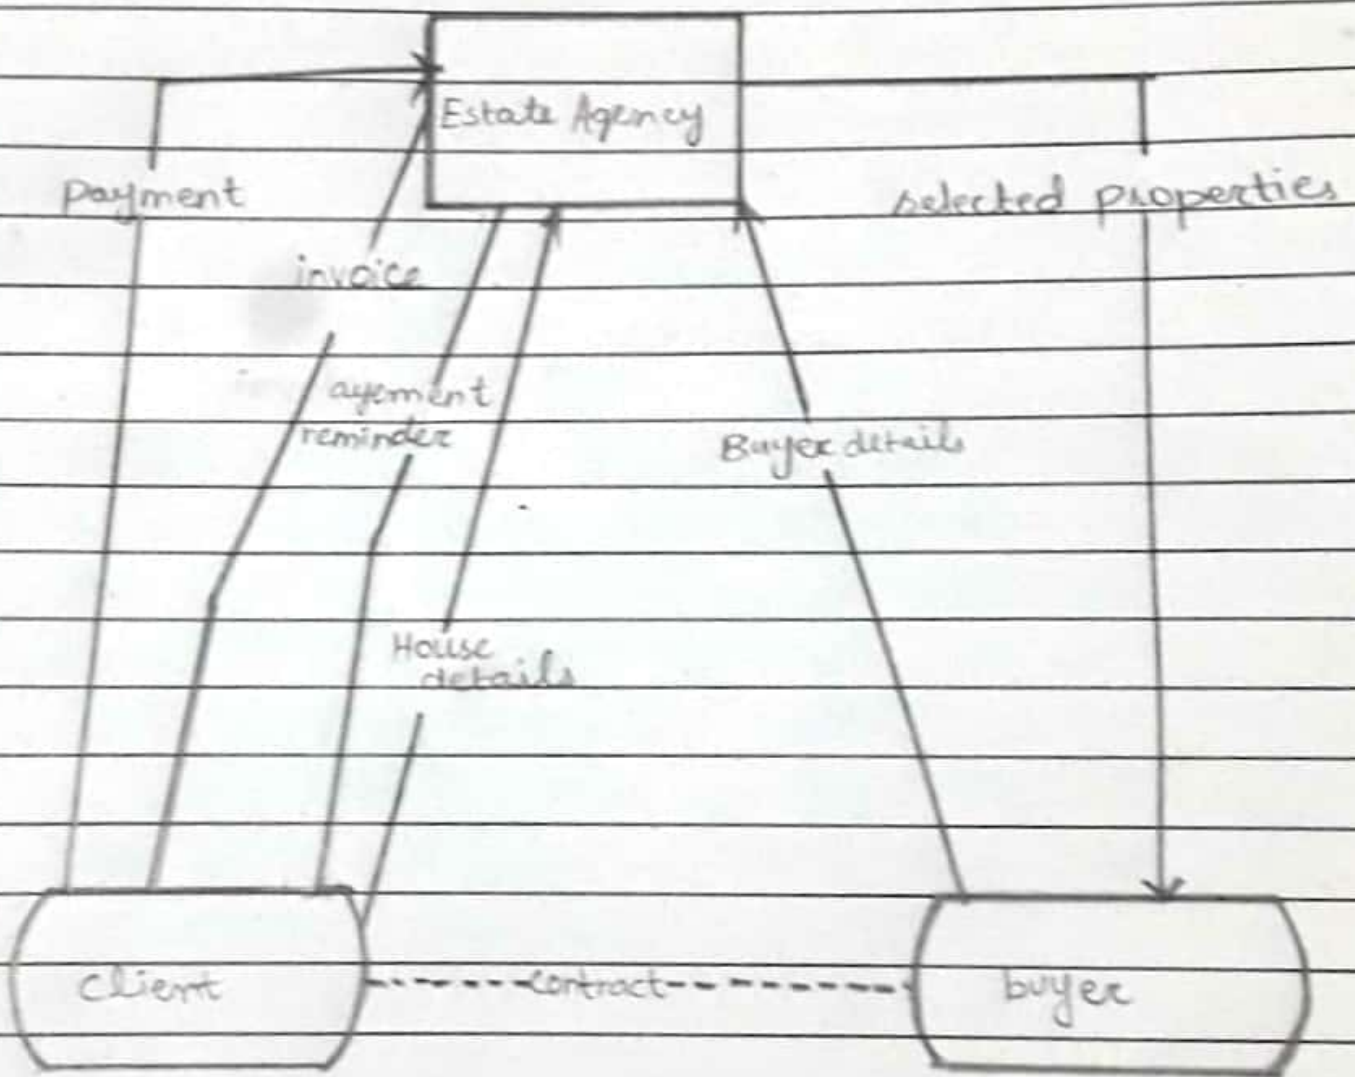 Estate Agency
payment
selected properties
invoice
ayement
reminder
Buyer details
House
details
client
contract
buyer